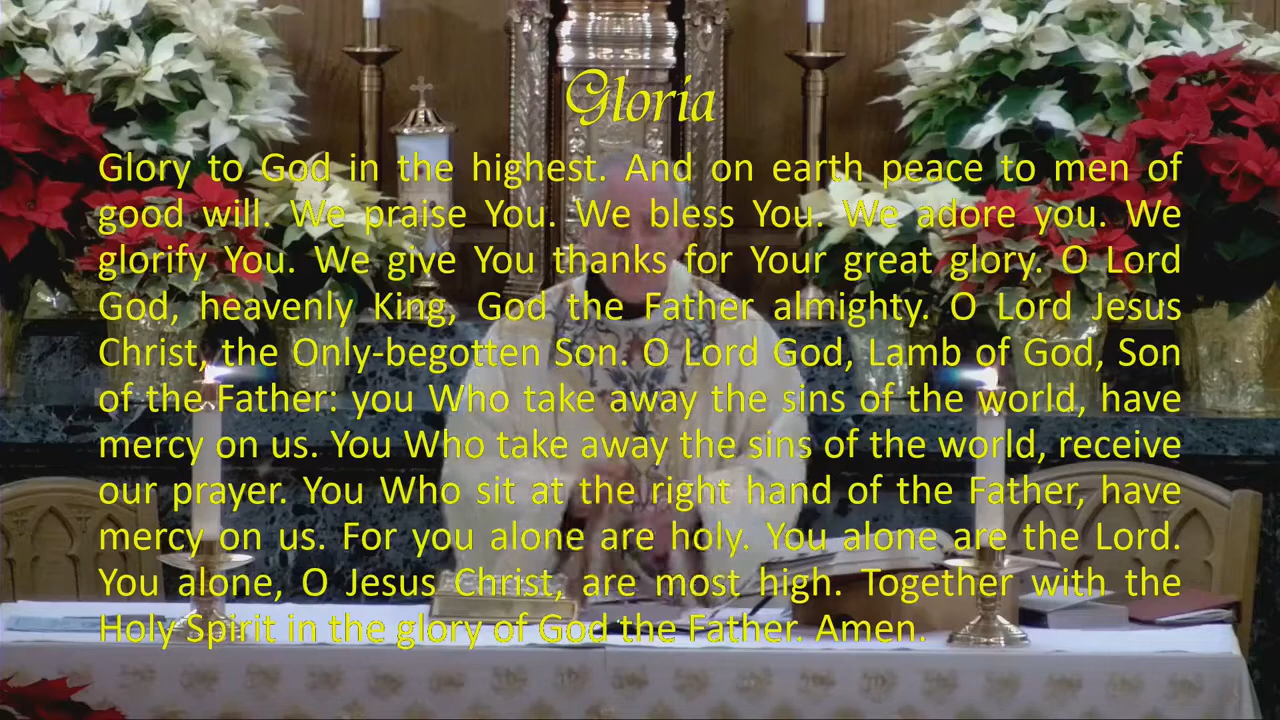 Gloria
Glory to God in the highest. And on earth peace to men of
good will. We praise You. We bless You. We adore you. We
glorify You. We give You thanks for Your great glory. O Lord
God, heavenly King, God the Father almighty. O Lord Jesus
Christ, the Only-begotten Son. O Lord God, Lamb of God, Son
of the Father: you Who take away the sins of the world, have
mercy on us. You Who take away the sins of the world, receive
our prayer. You Who sit at the right hand of the Father, have
mercy on us. For you alone are holy. You alone are the Lord.
You alone, O Jesus Christ, are most high. Together with the
Holy Spirit in the glory of God the Father. Amen.